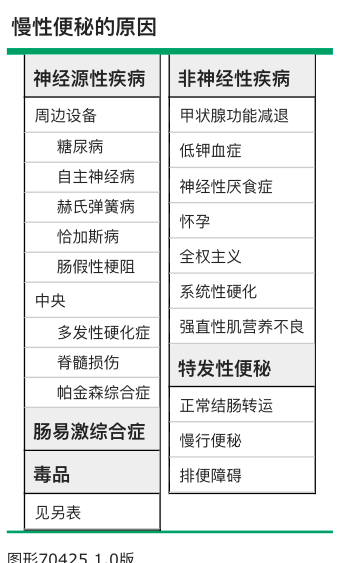 慢性便秘的原因
神经源性疾病
周边设备
糖尿病
自主神经病
赫氏弹簧病
恰加斯病
肠假性梗阻
中央
多发性硬化症
脊髓损伤
帕金森综合症
肠易激综合症
毒品
见另表
非神经性疾病
甲状腺功能减退
低钾血症
神经性厌食症
怀孕
全权主义
系统性硬化
强直性肌营养不良
特发性便秘
正常结肠转运
慢行便秘
排便障碍
图形70425 1.0版